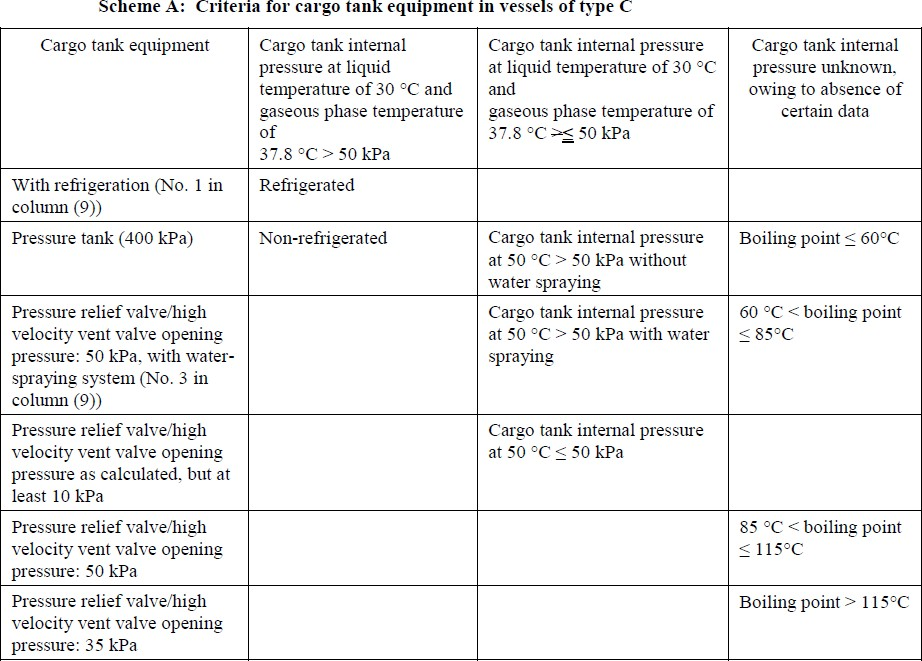 Scheme A: Criteria for cargo tank equipment in vessels of type C
Cargo tank equipment
Cargo tank internal
pressure at liquid
temperature of 30 °C and
gaseous phase temperature
of
37.8 °C > 50 kPa
Cargo tank internal pressure
at liquid temperature of 30 °C
and
gaseous phase temperature of
37.8 °C >≤ 50 kPa
Cargo tank internal
pressure unknown,
owing to absence of
certain data
With refrigeration (No. 1 in
column (9))
Refrigerated
Pressure tank (400 kPa)
Non-refrigerated
Cargo tank internal pressure
at 50 °C > 50 kPa without
water spraying
Boiling point ≤ 60°C
Pressure relief valve/high
velocity vent valve opening
pressure: 50 kPa, with water-
spraying system (No. 3 in
column (9))
Cargo tank internal pressure
at 50 °C > 50 kPa with water
spraying
60 °C < boiling point
≤ 85°C
Pressure relief valve/high
velocity vent valve opening
pressure as calculated, but at
least 10 kPa
Cargo tank internal pressure
at 50 °C ≤ 50 kPa
Pressure relief valve/high
velocity vent valve opening
pressure: 50 kPa
85 °C < boiling point
≤ 115°C
Pressure relief valve/high
velocity vent valve opening
pressure: 35 kPa
Boiling point > 115°C